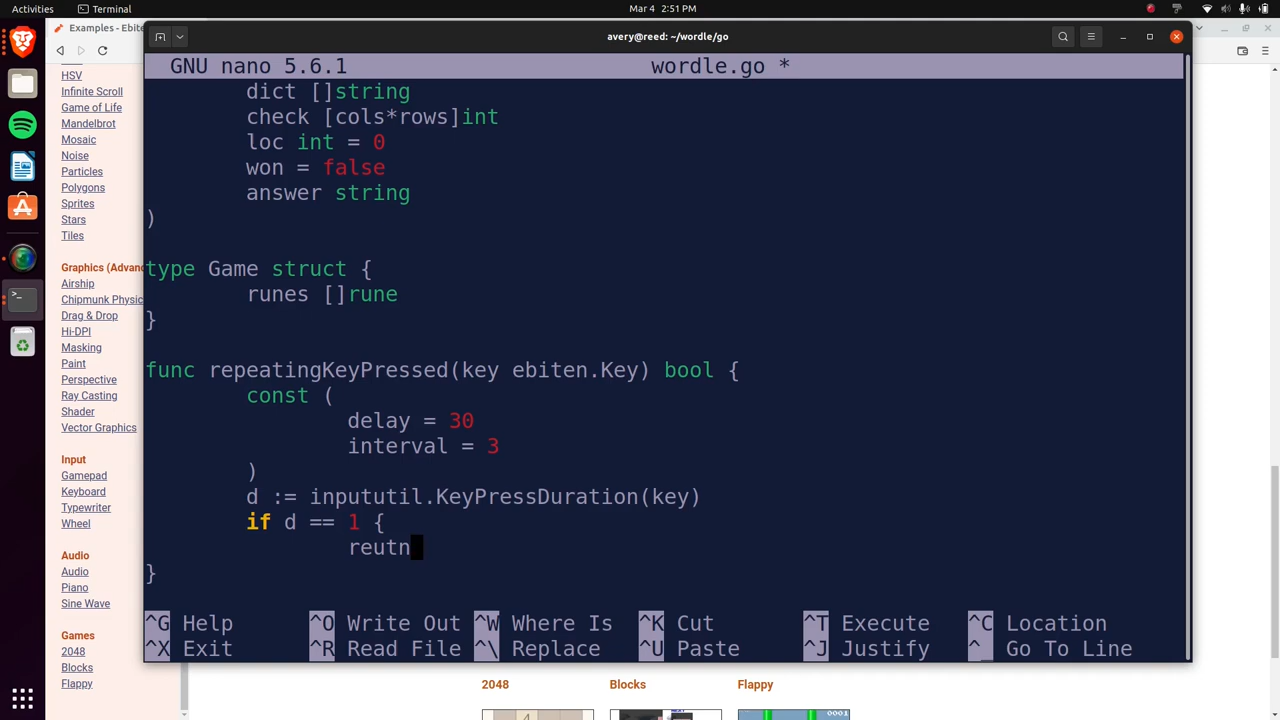 Activities
Terminal
Mar 4 2:51 PM
Examples - Ebite
avery@reed: ~/wordle/go
HSV
Infinite Scroll
Game of Life
Mandelbrot
Mosaic
Noise
Particles
Polygons
Sprites
Stars
Tiles
Graphics (Advan
Airship
Chipmunk Physic
Drag & Drop
Hi-DPI
Masking
Paint
Perspective
Ray Casting
Shader
Vector Graphics
Input
Gamepad
Keyboard
Typewriter
Wheel
Audio
Audio
Piano
Sine Wave
Games
2048
Blocks
Flappy
GNU nano 5.6.1 wordle.go *
dict []string
check [cols*rows]int
loc int = 0
won = false
answer string
)
type Game struct {
runes []rune
}
func repeatingKeyPressed(key ebiten.Key) bool {
const (
delay = 30
interval = 3
)
d := inpututil.KeyPressDuration(key)
if d == 1 {
reutn
}
^G Help ^O Write Out ^W Where Is ^K Cut ^T Execute ^C Location
^X Exit ^R Read File ^\ Replace ^U Paste ^J Justify ^_ Go To Line
2048 Blocks Flappy
4
0001